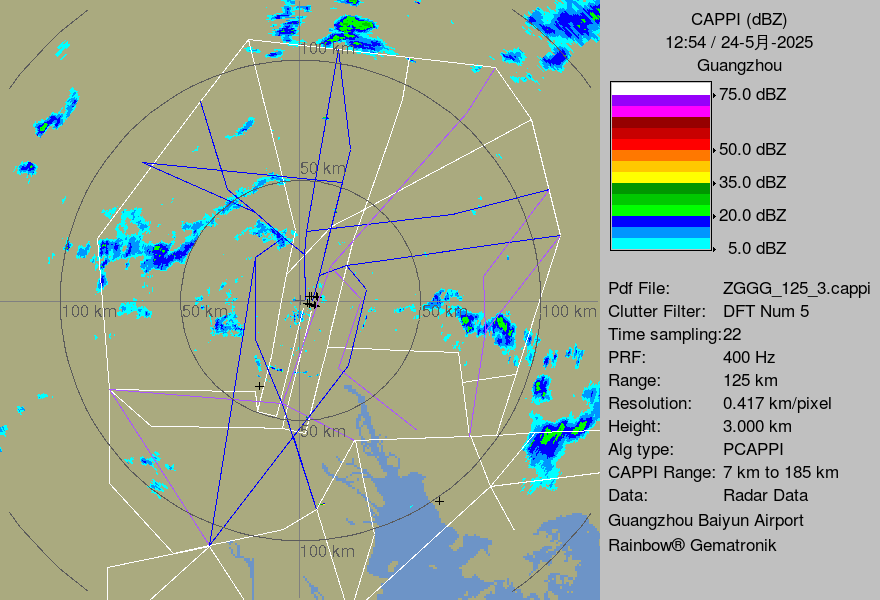 CAPPI (dBZ)
12:54 / 24-5月-2025
Guangzhou
75.0 dBZ
50.0 dBZ
35.0 dBZ
20.0 dBZ
5.0 dBZ
Pdf File: ZGGG_125_3.cappi
Clutter Filter: DFT Num 5
Time sampling:22
PRF: 400 Hz
Range: 125 km
Resolution: 0.417 km/pixel
Height: 3.000 km
Alg type: PCAPPI
CAPPI Range: 7 km to 185 km
Data: Radar Data
Guangzhou Baiyun Airport
Rainbow® Gematronik
100 km
50 km
100 km
50 km
50 km
100 km
50 km
100 km